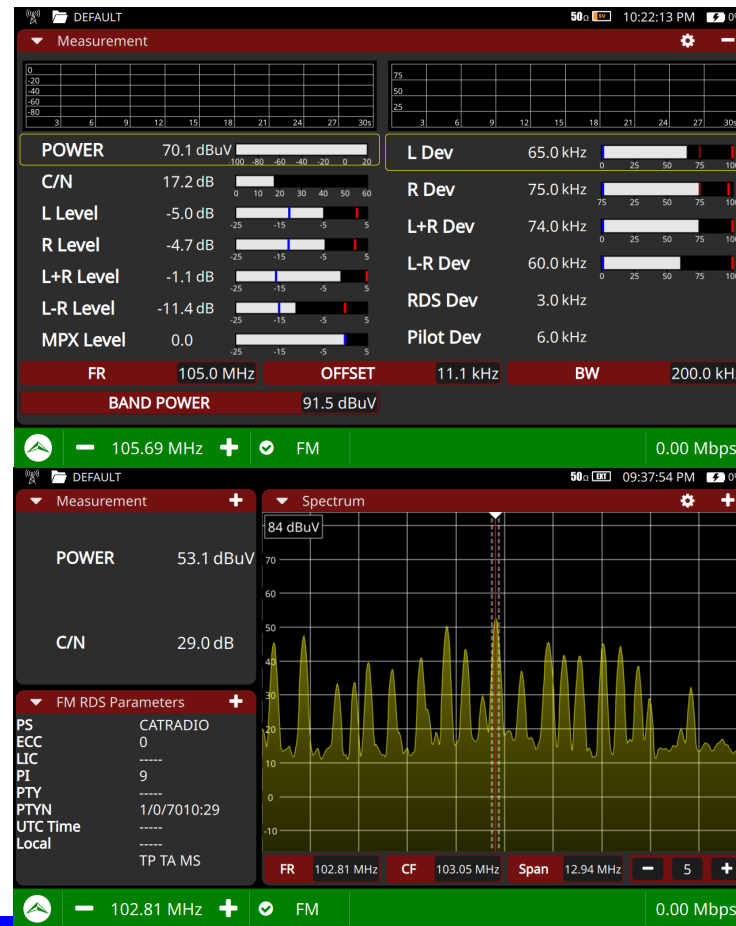 DEFAULT 50Ω 5V 10:22:13 PM
Measurement
0
-20
-40
-60
-80
3 6 9 12 15 18 21 24 27 30s
75
50
25
3 6 9 12 15 18 21 24 27 30s
POWER 70.1 dBuV
-100 -80 -60 -40 -20 0 20
C/N 17.2 dB
0 10 20 30 40 50 60
L Level -5.0 dB
-25 -15 -5 5
R Level -4.7 dB
-25 -15 -5 5
L+R Level -1.1 dB
-25 -15 -5 5
L-R Level -11.4 dB
-25 -15 -5 5
MPX Level 0.0
-25 -15 -5 5
L Dev 65.0 kHz
0 25 50 75 100
R Dev 75.0 kHz
75 25 50 75 100
L+R Dev 74.0 kHz
0 25 50 75 100
L-R Dev 60.0 kHz
0 25 50 75 100
RDS Dev 3.0 kHz
Pilot Dev 6.0 kHz
FR 105.0 MHz OFFSET 11.1 kHz BW 200.0 kHz
BAND POWER 91.5 dBuV
105.69 MHz FM 0.00 Mbps
DEFAULT 50Ω EXT 09:37:54 PM
Measurement
POWER 53.1 dBuV
C/N 29.0 dB
FM RDS Parameters
PS CATRADIO
ECC 0
LIC -----
PI 9
PTY -----
PTYN 1/0/7010:29
UTC Time -----
Local -----
TP TA MS
Spectrum
84 dBuV
70
60
50
40
30
20
10
0
-10
FR 102.81 MHz CF 103.05 MHz Span 12.94 MHz - 5 +
102.81 MHz FM 0.00 Mbps